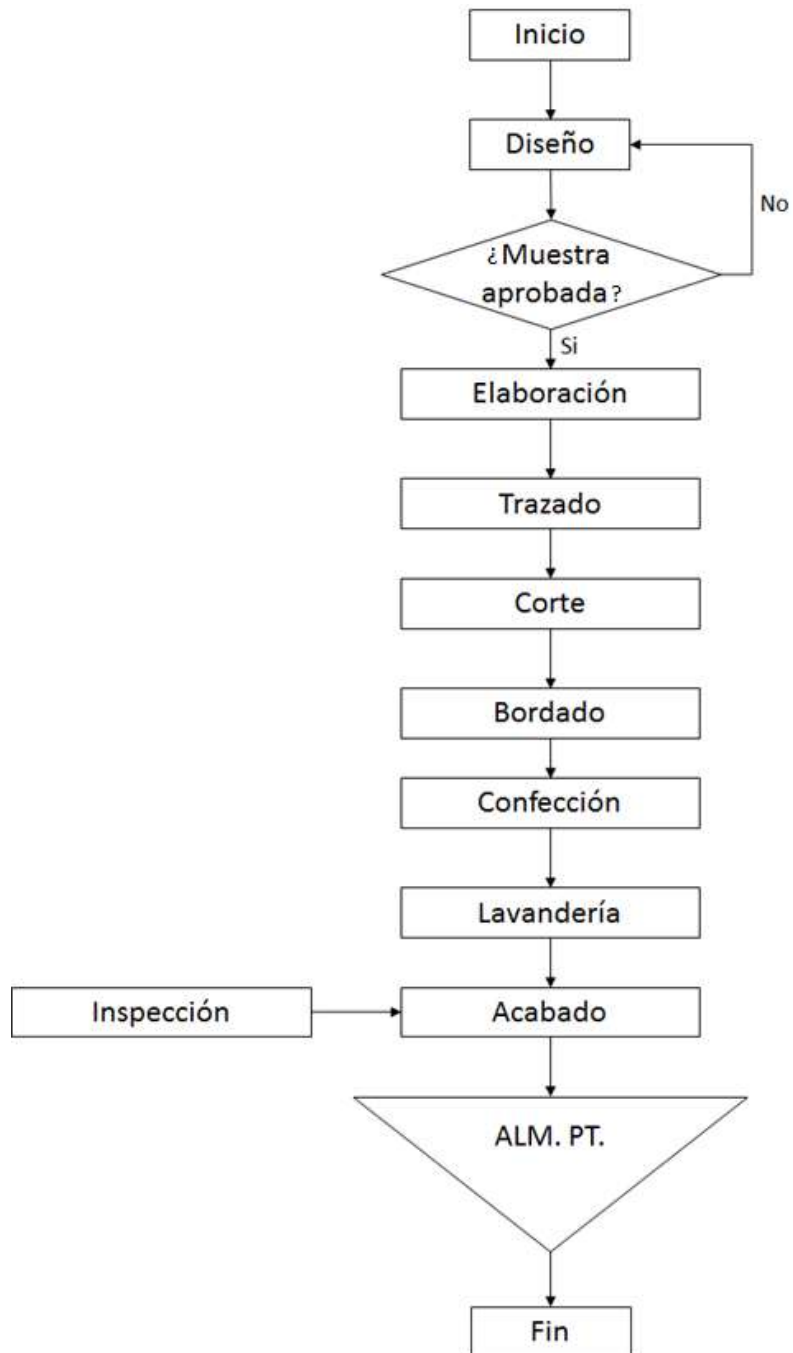 Inicio
Diseño
No
¿Muestra
aprobada?
Si
Elaboración
Trazado
Corte
Bordado
Confección
Lavandería
Inspección
Acabado
ALM. PT.
Fin